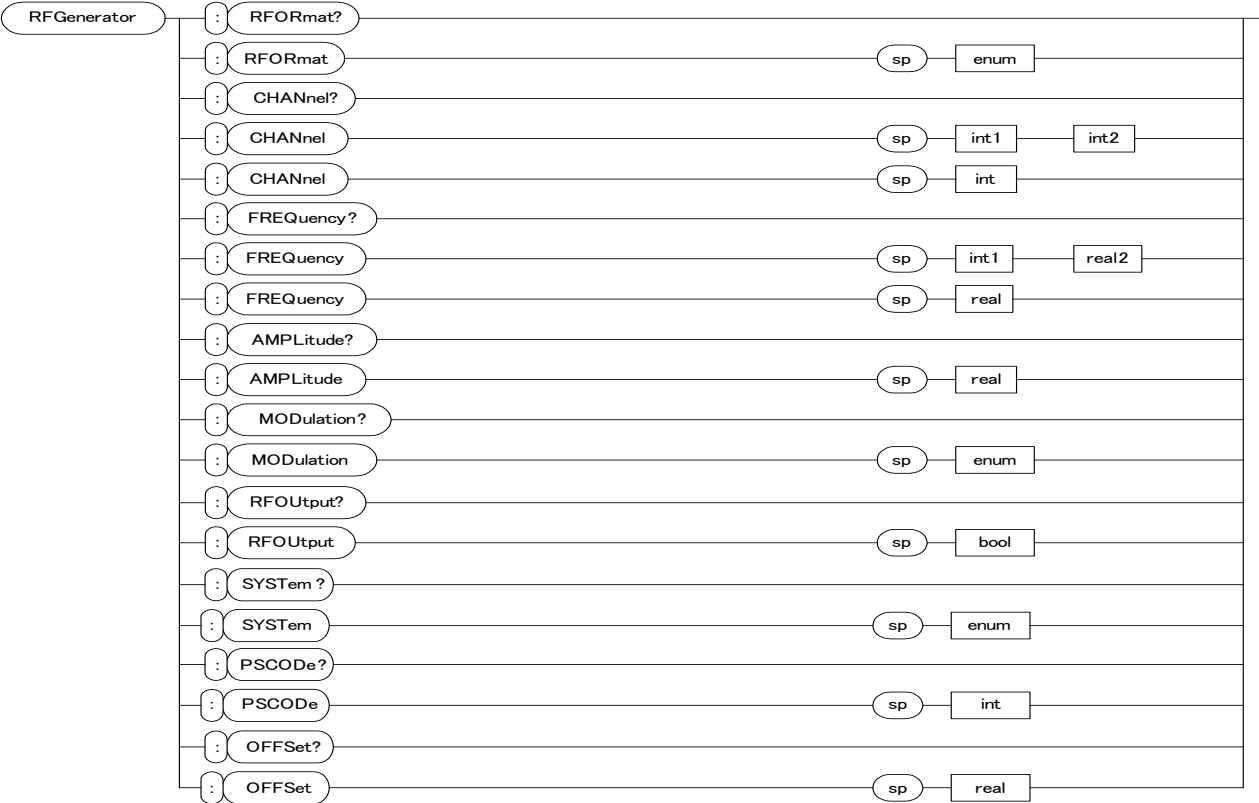 RFGenerator : RFORmat?
: RFORmat sp enum
: CHANnel?
: CHANnel sp int1 int2
: CHANnel sp int
: FREQuency?
: FREQuency sp int1 real2
: FREQuency sp real
: AMPLitude?
: AMPLitude sp real
: MODulation?
: MODulation sp enum
: RFOUtput?
: RFOUtput sp bool
: SYSTem?
: SYSTem sp enum
: PSCODe?
: PSCODe sp int
: OFFSet?
: OFFSet sp real